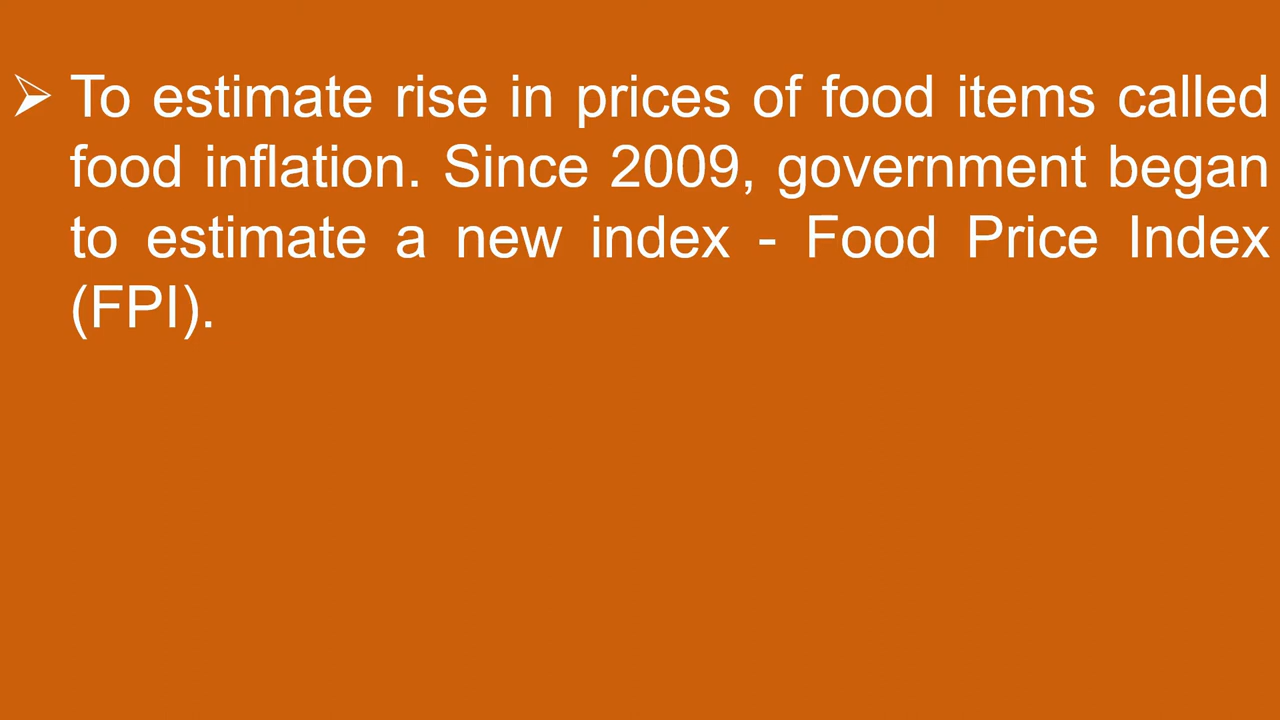 ➢ To estimate rise in prices of food items called
food inflation. Since 2009, government began
to estimate a new index - Food Price Index
(FPI).